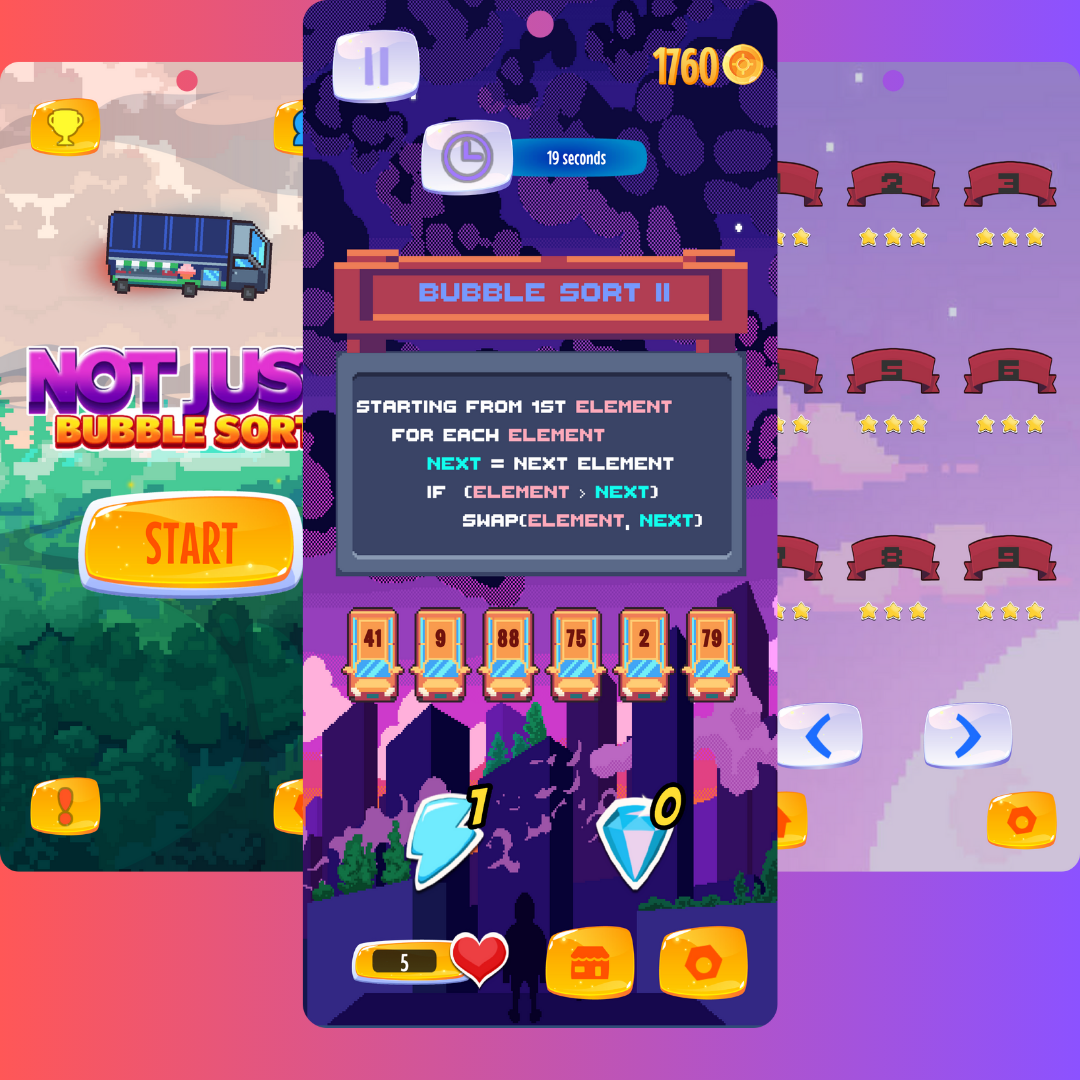 NOT JUS
BUBBLE SORT
START
1760
19 seconds
BUBBLE SORT II
STARTING FROM 1ST ELEMENT
FOR EACH ELEMENT
NEXT = NEXT ELEMENT
IF (ELEMENT > NEXT)
SWAP(ELEMENT, NEXT)
41 9 88 75 2 79
1 0
5
2 3
5 6
8 9